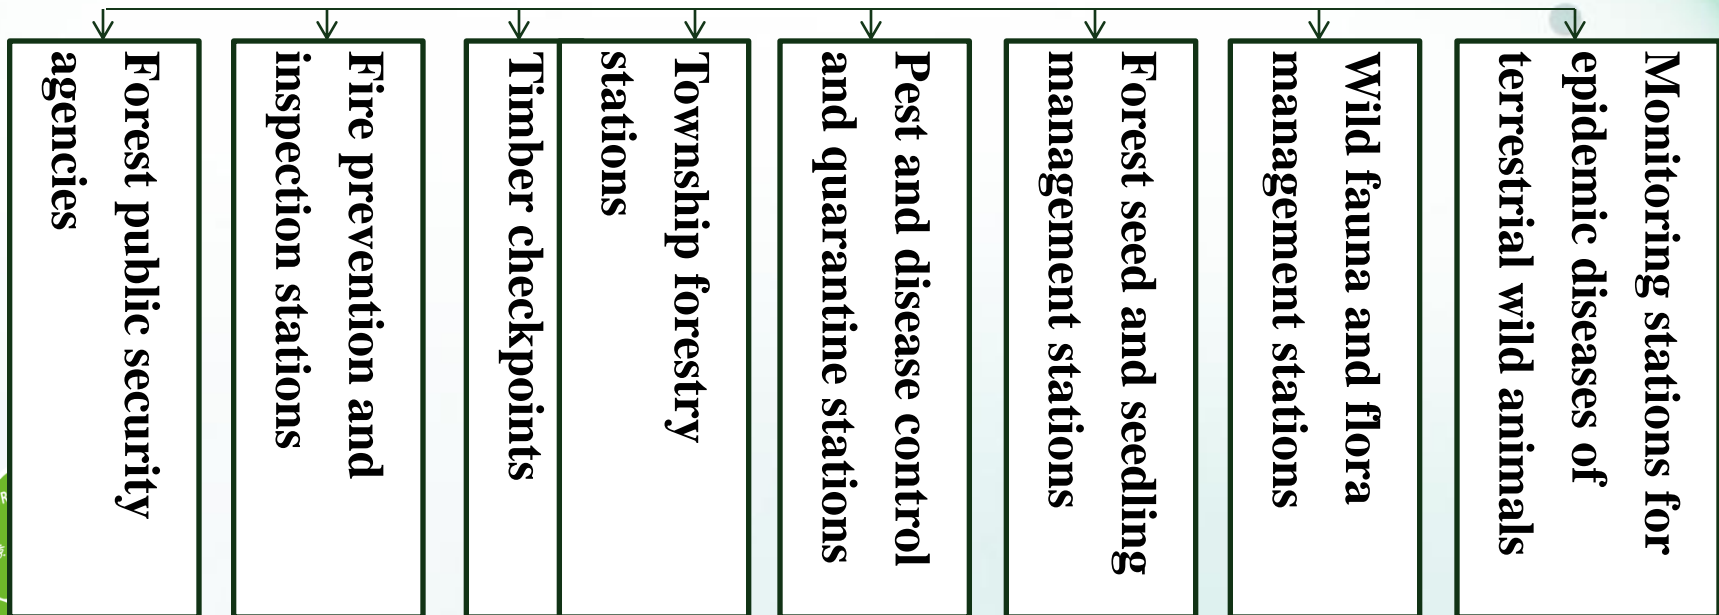 Forest public security
agencies
Fire prevention and
inspection stations
Timber checkpoints
Township forestry
stations
Pest and disease control
and quarantine stations
Forest seed and seedling
management stations
Wild fauna and flora
management stations
Monitoring stations for
epidemic diseases of
terrestrial wild animals